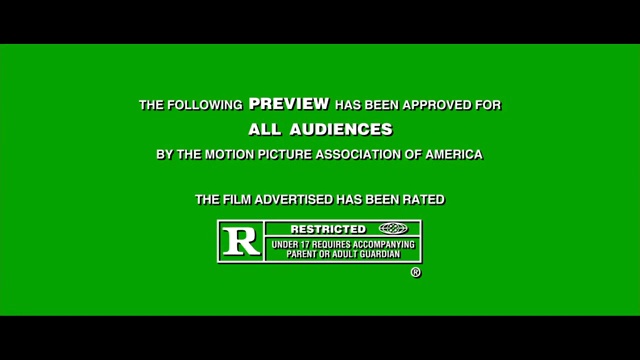 THE FOLLOWING PREVIEW HAS BEEN APPROVED FOR
ALL AUDIENCES
BY THE MOTION PICTURE ASSOCIATION OF AMERICA
THE FILM ADVERTISED HAS BEEN RATED
R RESTRICTED
UNDER 17 REQUIRES ACCOMPANYING
PARENT OR ADULT GUARDIAN
®